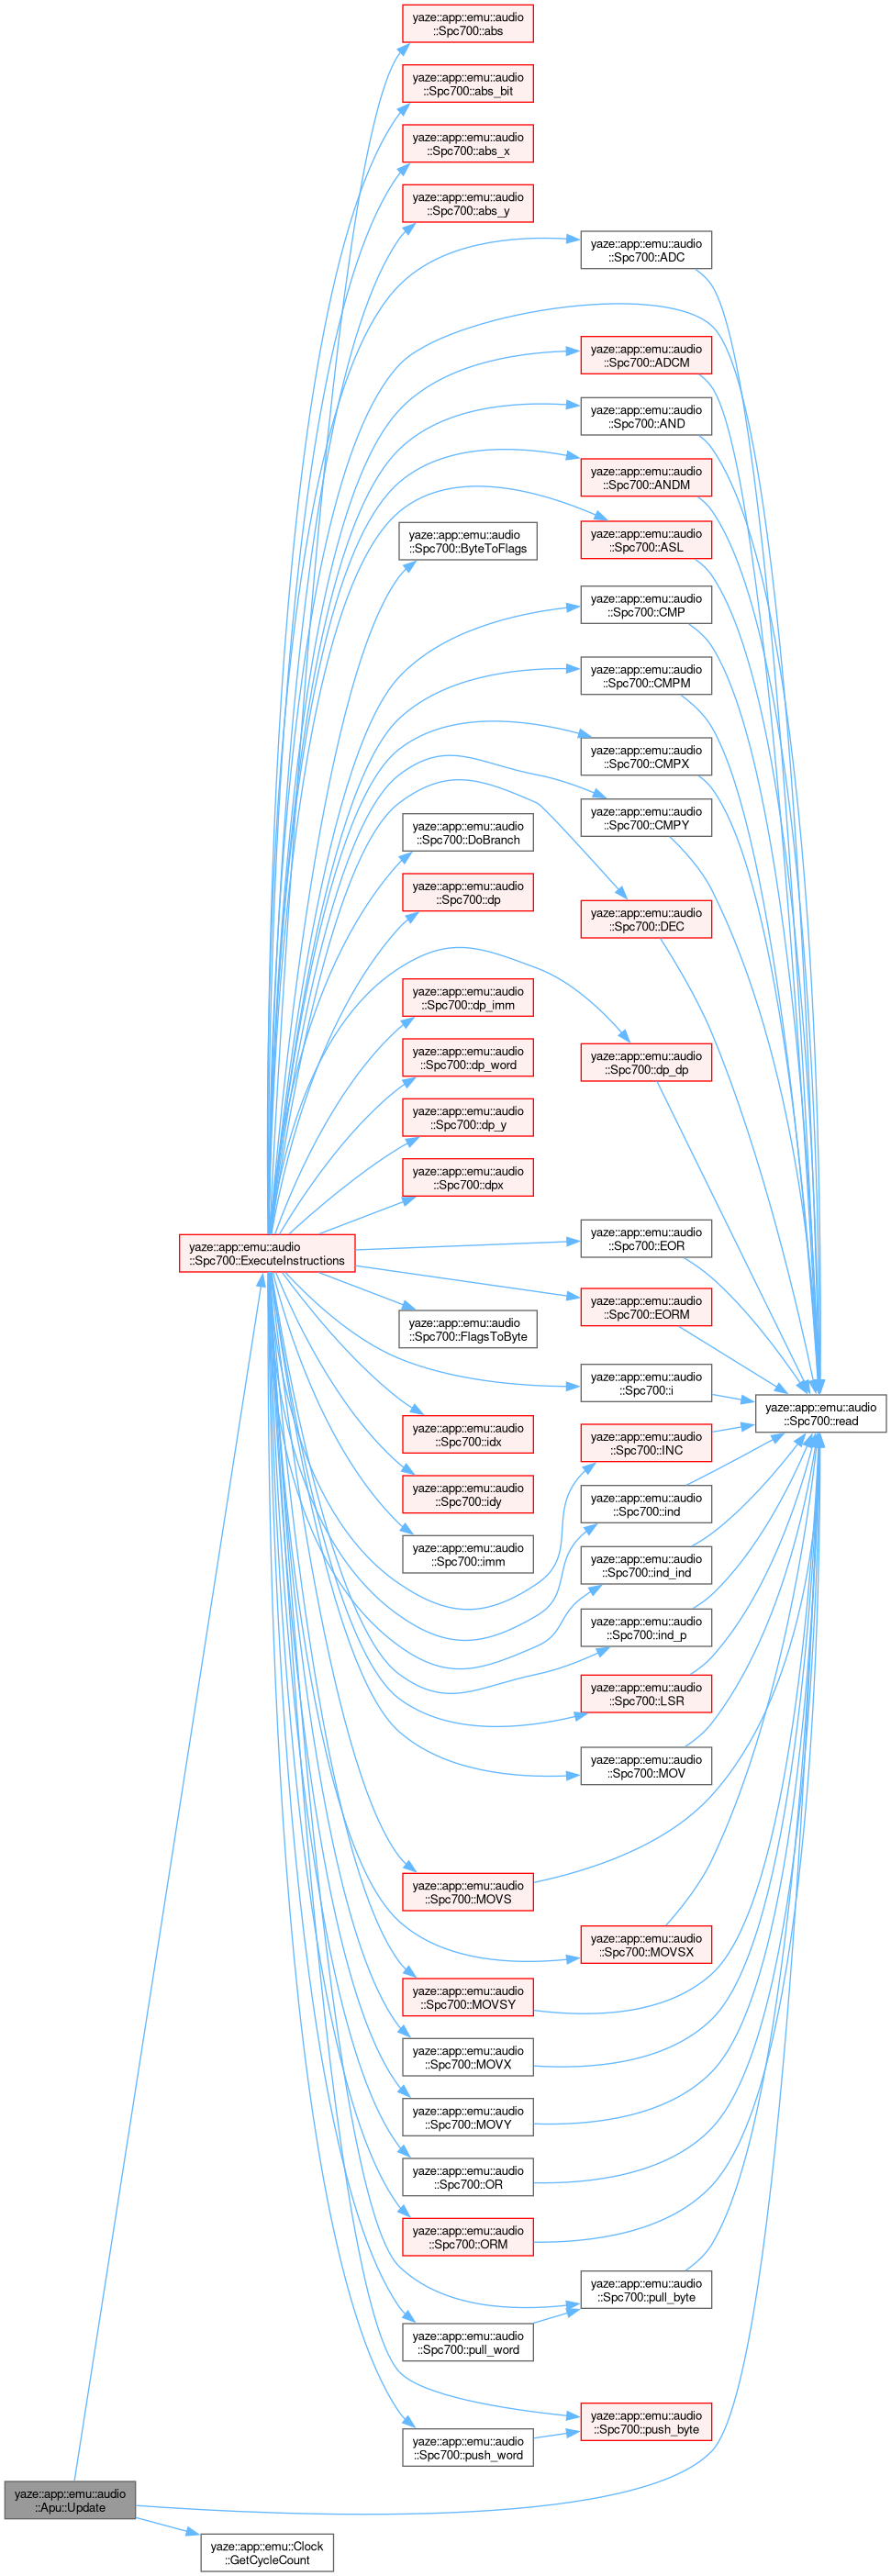 yaze::app::emu::audio
::Spc700::abs
yaze::app::emu::audio
::Spc700::abs_bit
yaze::app::emu::audio
::Spc700::abs_x
yaze::app::emu::audio
::Spc700::abs_y
yaze::app::emu::audio
::Spc700::ADC
yaze::app::emu::audio
::Spc700::ADCM
yaze::app::emu::audio
::Spc700::AND
yaze::app::emu::audio
::Spc700::ANDM
yaze::app::emu::audio
::Spc700::ByteToFlags
yaze::app::emu::audio
::Spc700::ASL
yaze::app::emu::audio
::Spc700::CMP
yaze::app::emu::audio
::Spc700::CMPM
yaze::app::emu::audio
::Spc700::CMPX
yaze::app::emu::audio
::Spc700::CMPY
yaze::app::emu::audio
::Spc700::DoBranch
yaze::app::emu::audio
::Spc700::dp
yaze::app::emu::audio
::Spc700::DEC
yaze::app::emu::audio
::Spc700::dp_imm
yaze::app::emu::audio
::Spc700::dp_word
yaze::app::emu::audio
::Spc700::dp_dp
yaze::app::emu::audio
::Spc700::dp_y
yaze::app::emu::audio
::Spc700::dpx
yaze::app::emu::audio
::Spc700::ExecuteInstructions
yaze::app::emu::audio
::Spc700::EOR
yaze::app::emu::audio
::Spc700::EORM
yaze::app::emu::audio
::Spc700::FlagsToByte
yaze::app::emu::audio
::Spc700::i
yaze::app::emu::audio
::Spc700::read
yaze::app::emu::audio
::Spc700::idx
yaze::app::emu::audio
::Spc700::INC
yaze::app::emu::audio
::Spc700::idy
yaze::app::emu::audio
::Spc700::ind
yaze::app::emu::audio
::Spc700::imm
yaze::app::emu::audio
::Spc700::ind_ind
yaze::app::emu::audio
::Spc700::ind_p
yaze::app::emu::audio
::Spc700::LSR
yaze::app::emu::audio
::Spc700::MOV
yaze::app::emu::audio
::Spc700::MOVS
yaze::app::emu::audio
::Spc700::MOVSX
yaze::app::emu::audio
::Spc700::MOVSY
yaze::app::emu::audio
::Spc700::MOVX
yaze::app::emu::audio
::Spc700::MOVY
yaze::app::emu::audio
::Spc700::OR
yaze::app::emu::audio
::Spc700::ORM
yaze::app::emu::audio
::Spc700::pull_byte
yaze::app::emu::audio
::Spc700::pull_word
yaze::app::emu::audio
::Spc700::push_byte
yaze::app::emu::audio
::Spc700::push_word
yaze::app::emu::audio
::Apu::Update
yaze::app::emu::Clock
::GetCycleCount